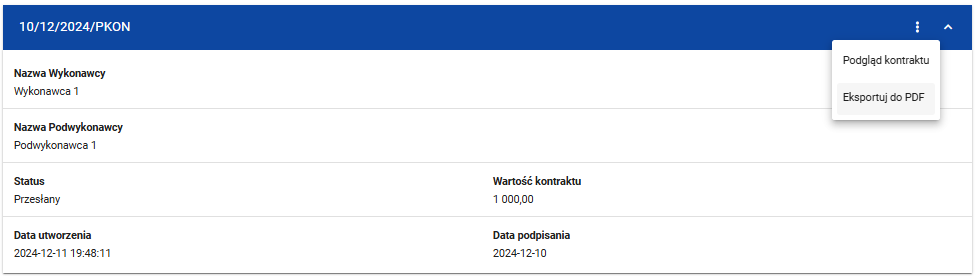 10/12/2024/PKON
Podgląd kontraktu
Eksportuj do PDF
Nazwa Wykonawcy
Wykonawca 1
Nazwa Podwykonawcy
Podwykonawca 1
Status
Przesłany
Wartość kontraktu
1 000,00
Data utworzenia
2024-12-11 19:48:11
Data podpisania
2024-12-10